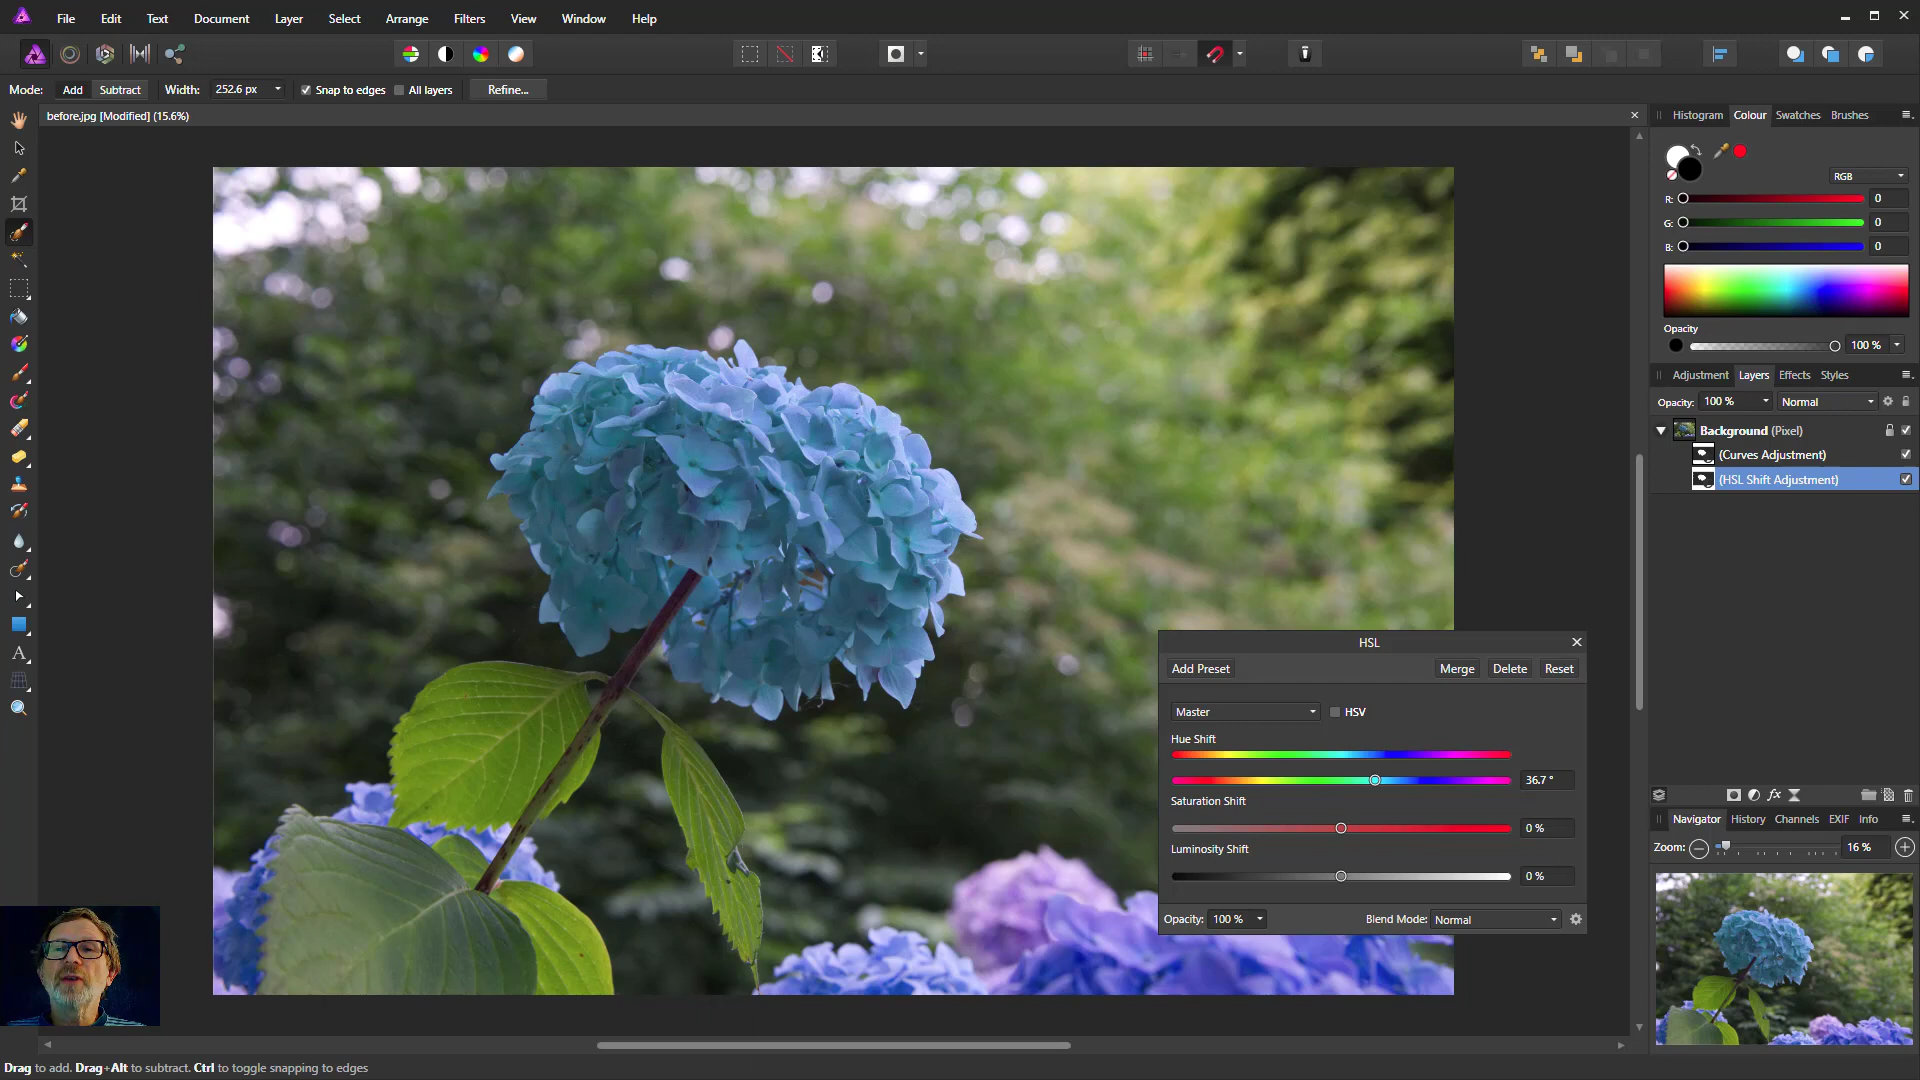 File Edit Text Document Layer Select Arrange Filters View Window Help
Mode: Add Subtract Width: 252.6 px Snap to edges All layers Refine...
before.jpg [Modified] (15.6%)
Histogram Colour Swatches Brushes
RGB
R: 0
G: 0
B: 0
Opacity
100 %
Adjustment Layers Effects Styles
Opacity: 100 % Normal
Background (Pixel)
(Curves Adjustment)
(HSL Shift Adjustment)
HSL
Add Preset Merge Delete Reset
Master HSV
Hue Shift
36.7 °
Saturation Shift
0 %
Luminosity Shift
0 %
Opacity: 100 % Blend Mode: Normal
fx
Navigator History Channels EXIF Info
Zoom: 16 %
A
Drag to add. Drag+Alt to subtract. Ctrl to toggle snapping to edges